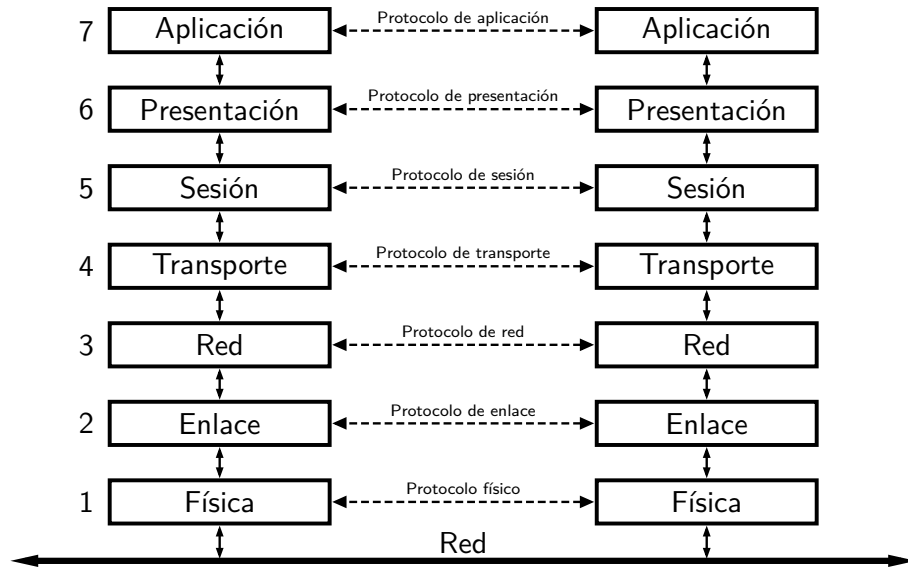 7 Aplicación Protocolo de aplicación Aplicación
6 Presentación Protocolo de presentación Presentación
5 Sesión Protocolo de sesión Sesión
4 Transporte Protocolo de transporte Transporte
3 Red Protocolo de red Red
2 Enlace Protocolo de enlace Enlace
1 Física Protocolo físico Física
Red